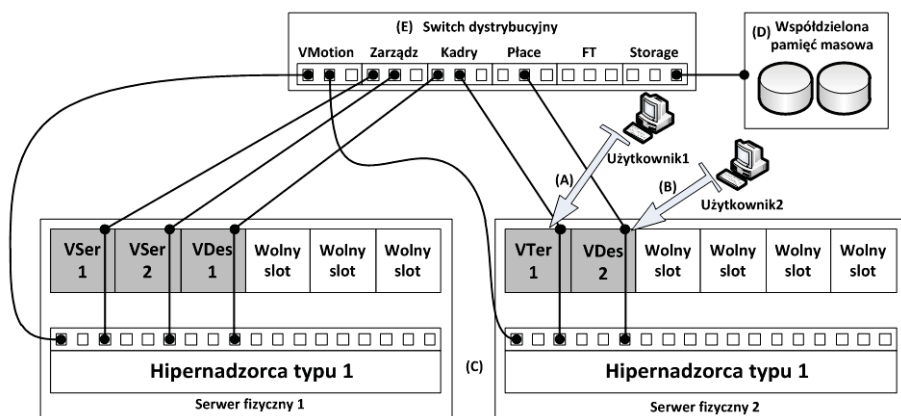 (E) Switch dystrybucyjny
VMotion Zarządz Kadry Płace FT Storage
(D) Współdzielona
pamięć masowa
Użytkownik1
(A)
(B)
Użytkownik2
VSer
1
VSer
2
VDes
1
Wolny
slot
Wolny
slot
Wolny
slot
VTer
1
VDes
2
Wolny
slot
Wolny
slot
Wolny
slot
Wolny
slot
Hipernadzorca typu 1
(C)
Hipernadzorca typu 1
Serwer fizyczny 1
Serwer fizyczny 2